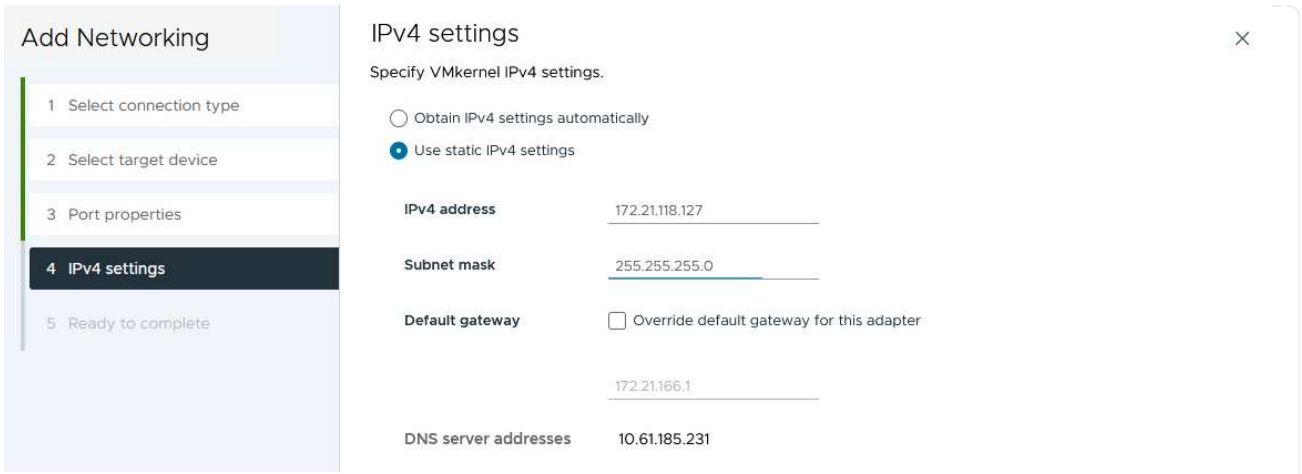 Add Networking
1 Select connection type
2 Select target device
3 Port properties
4 IPv4 settings
5 Ready to complete
IPv4 settings
Specify VMkernel IPv4 settings.
Obtain IPv4 settings automatically
Use static IPv4 settings
IPv4 address 172.21.118.127
Subnet mask 255.255.255.0
Default gateway Override default gateway for this adapter
172.21.166.1
DNS server addresses 10.61.185.231